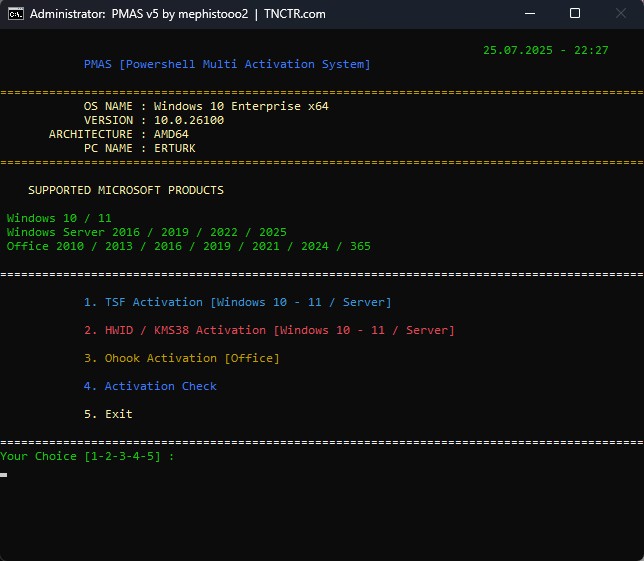 Administrator: PMAS v5 by mephistooo2 | TNCTR.com
25.07.2025 - 22:27
PMAS [Powershell Multi Activation System]
================================================================================
OS NAME : Windows 10 Enterprise x64
VERSION : 10.0.26100
ARCHITECTURE : AMD64
PC NAME : ERTURK
================================================================================
SUPPORTED MICROSOFT PRODUCTS
Windows 10 / 11
Windows Server 2016 / 2019 / 2022 / 2025
Office 2010 / 2013 / 2016 / 2019 / 2021 / 2024 / 365
================================================================================
1. TSF Activation [Windows 10 - 11 / Server]
2. HWID / KMS38 Activation [Windows 10 - 11 / Server]
3. Ohook Activation [Office]
4. Activation Check
5. Exit
================================================================================
Your Choice [1-2-3-4-5] :